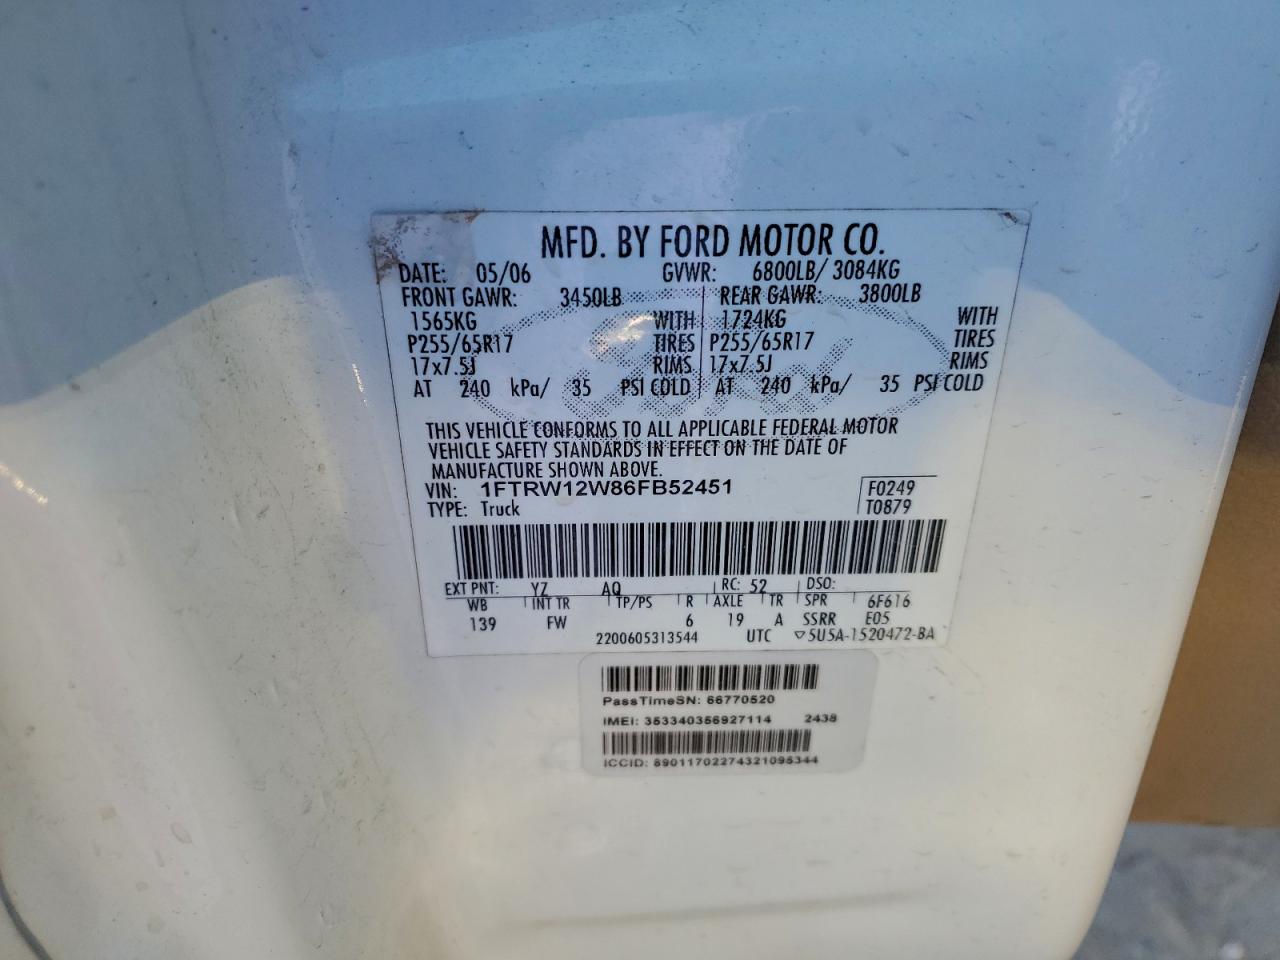 MFD. BY FORD MOTOR CO.
DATE: 05/06 GVWR: 6800LB/ 3084KG
FRONT GAWR: 3450LB REAR GAWR: 3800LB
1565KG WITH 1724KG WITH
P255/65R17 TIRES P255/65R17 TIRES
17x7.5J RIMS 17x7.5J RIMS
AT 240 kPa/ 35 PSI COLD AT 240 kPa/ 35 PSI COLD
THIS VEHICLE CONFORMS TO ALL APPLICABLE FEDERAL MOTOR
VEHICLE SAFETY STANDARDS IN EFFECT ON THE DATE OF
MANUFACTURE SHOWN ABOVE.
VIN: 1FTRW12W86FB52451 F0249
TYPE: Truck T0879
EXT PNT: YZ AQ RC: 52 DSO:
WB INT TR TP/PS R AXLE TR SPR 6F616
139 FW 6 19 A SSRR E05
2200605313544 UTC ▽5U5A-1520472-BA
PassTimeSN: 66770520
IMEI: 353340356927114 2438
ICCID: 89011702274321095344